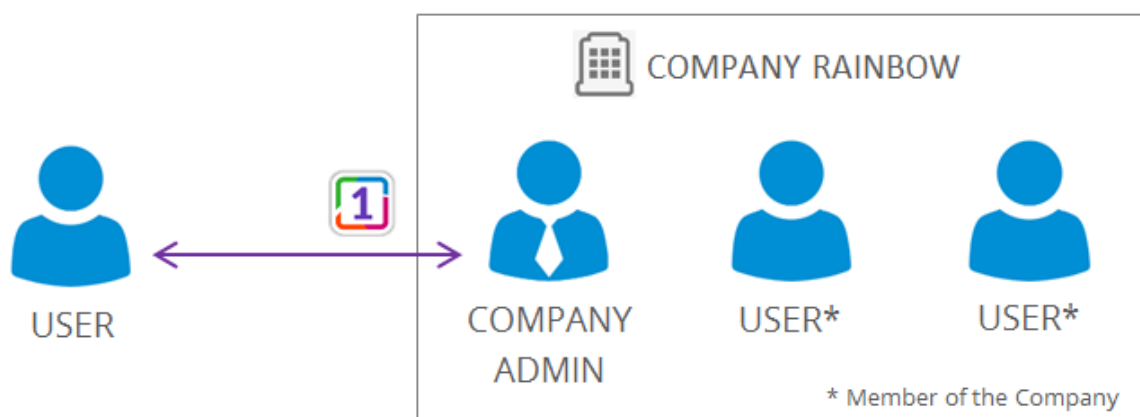 COMPANY RAINBOW
1
USER
COMPANY
ADMIN
USER*
USER*
* Member of the Company